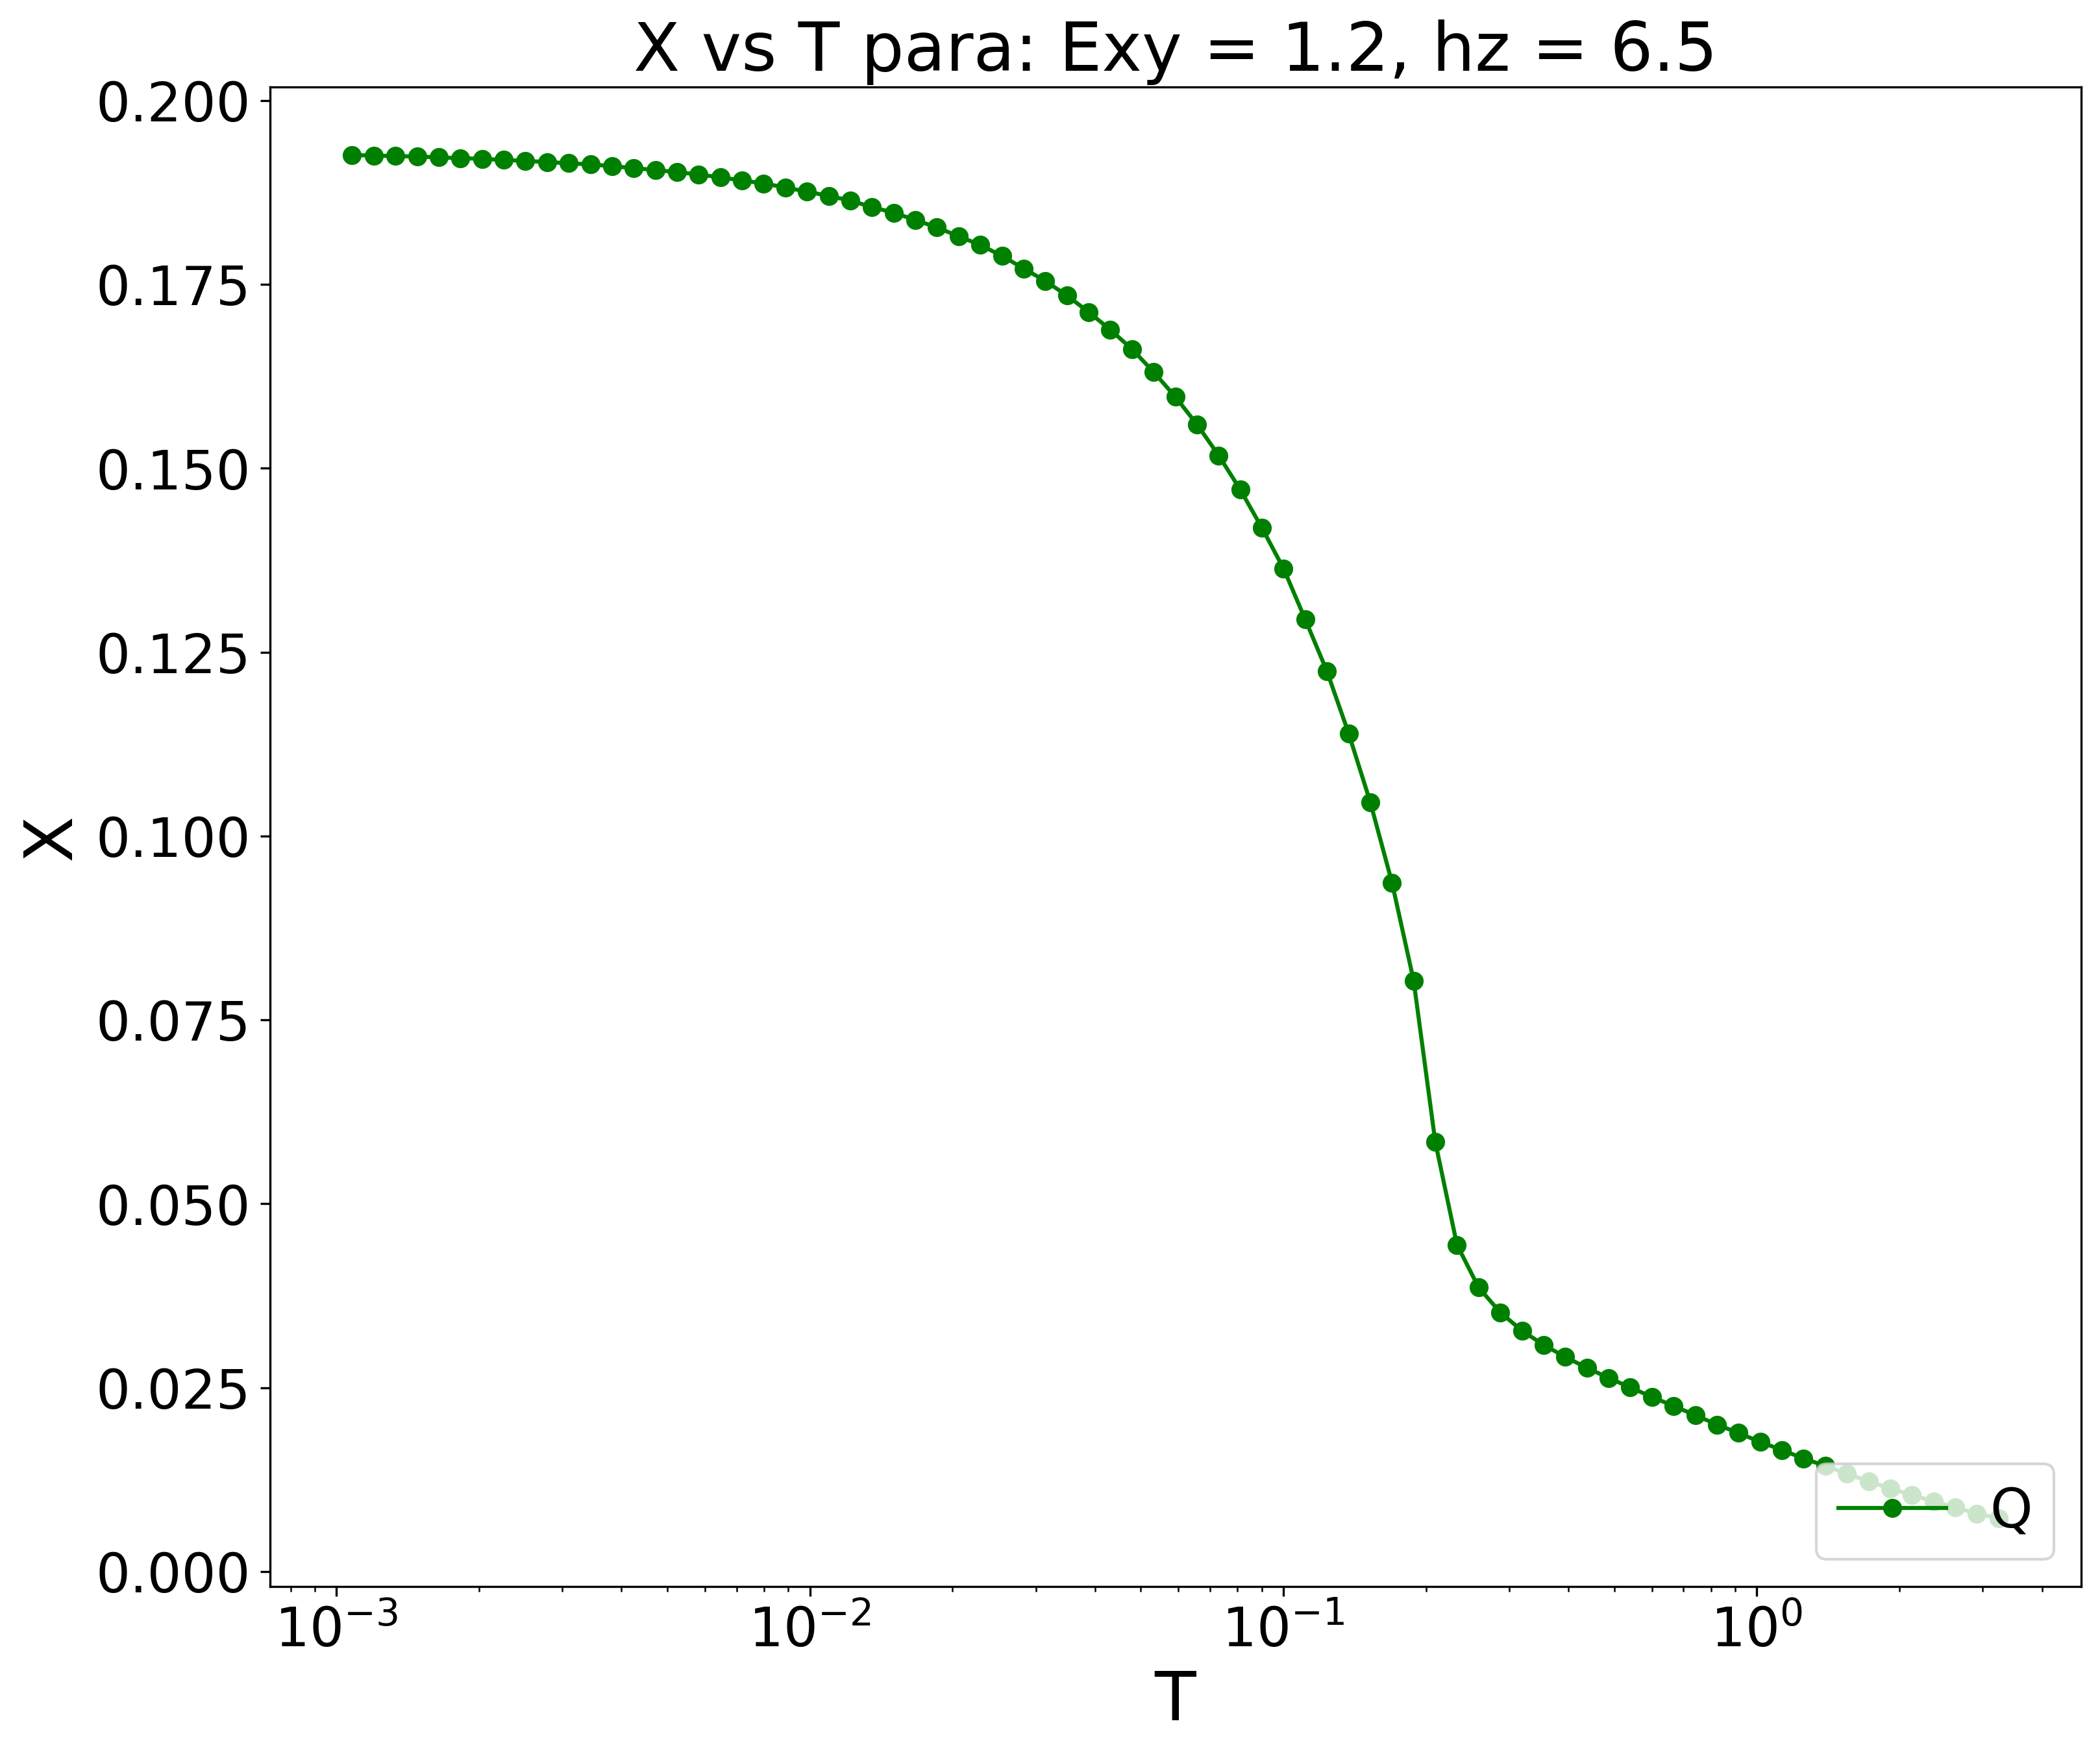 X vs T para: Exy = 1.2, hz = 6.5
0.200
0.175
0.150
0.125
0.100
0.075
0.050
0.025
0.000
X
Q
10⁻³ 10⁻² 10⁻¹ 10⁰
T